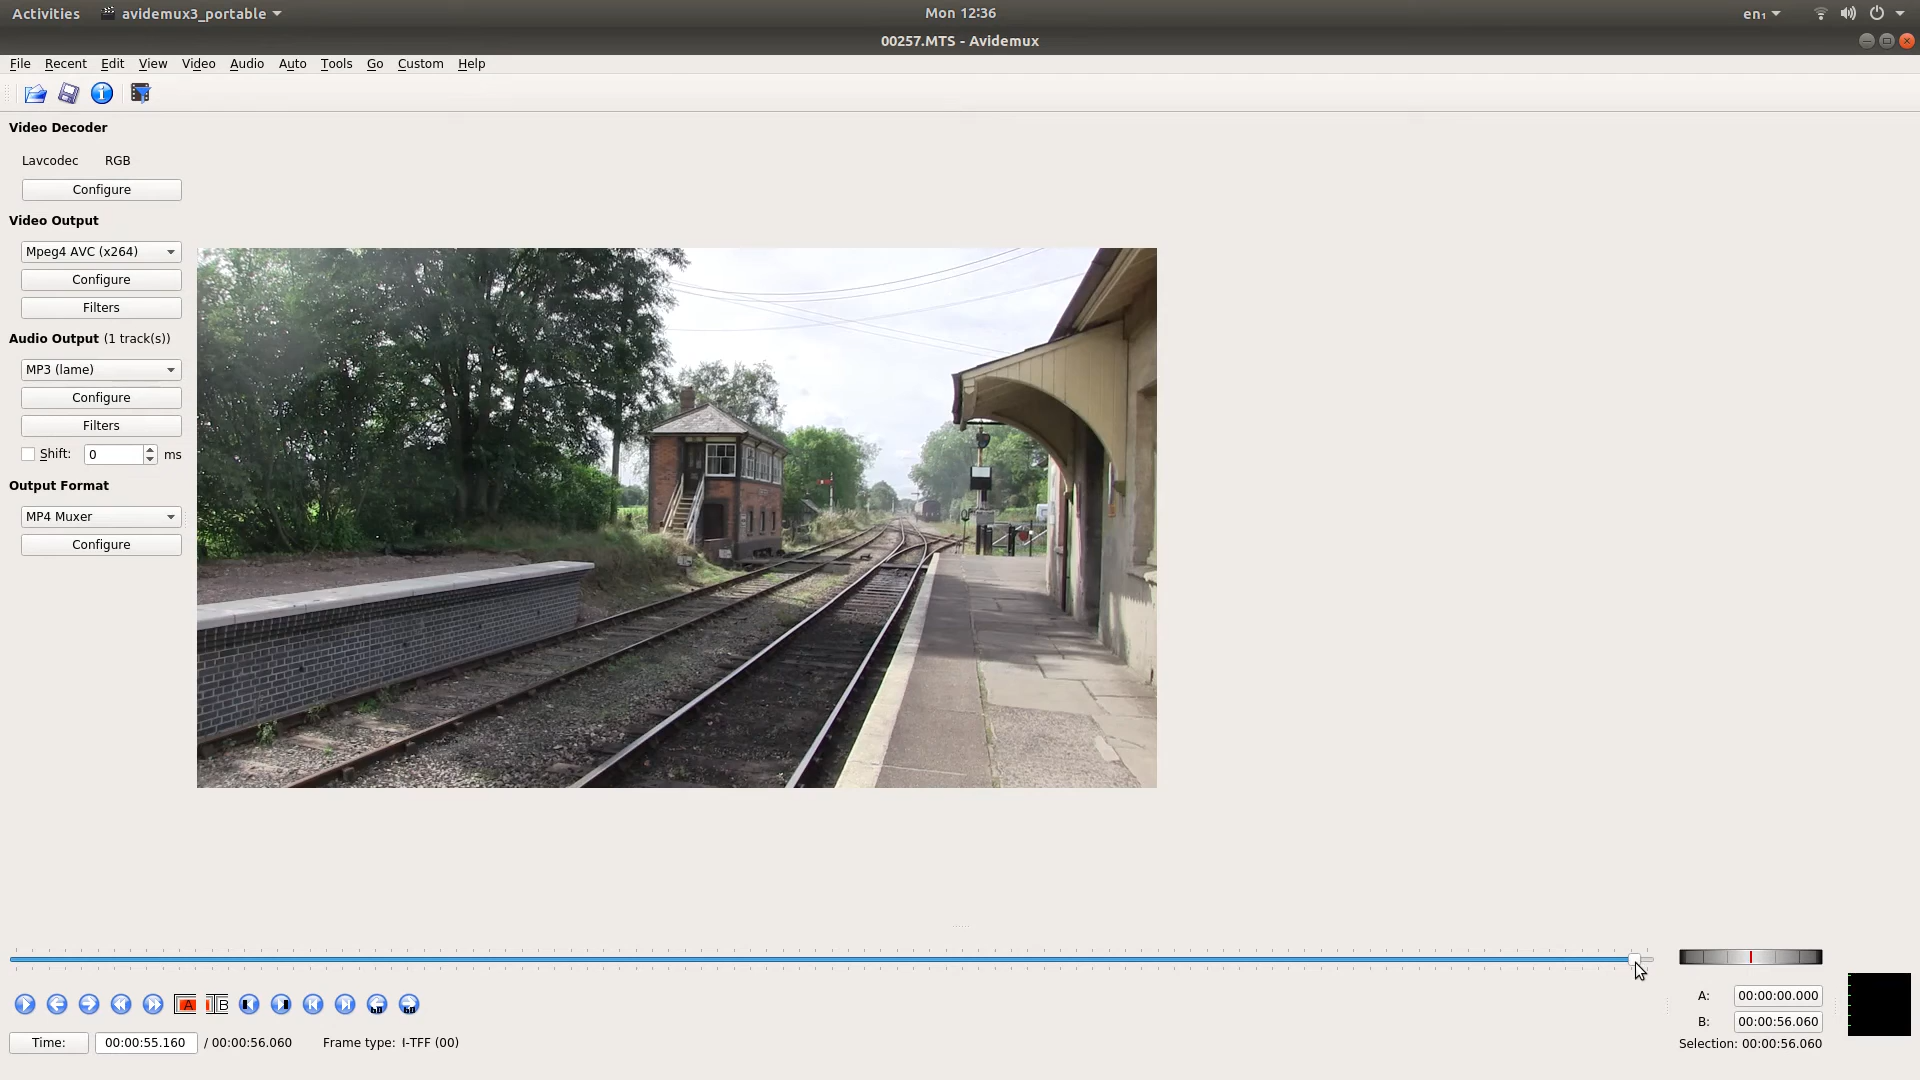 Activities avidemux3_portable Mon 12:36 en₁
00257.MTS - Avidemux
File Recent Edit View Video Audio Auto Tools Go Custom Help
Video Decoder
Lavcodec RGB
Configure
Video Output
Mpeg4 AVC (x264)
Configure
Filters
Audio Output (1 track(s))
MP3 (lame)
Configure
Filters
Shift: 0 ms
Output Format
MP4 Muxer
Configure
A B 60 60
A: 00:00:00.000
B: 00:00:56.060
Time: 00:00:55.160 / 00:00:56.060 Frame type: I-TFF (00) Selection: 00:00:56.060